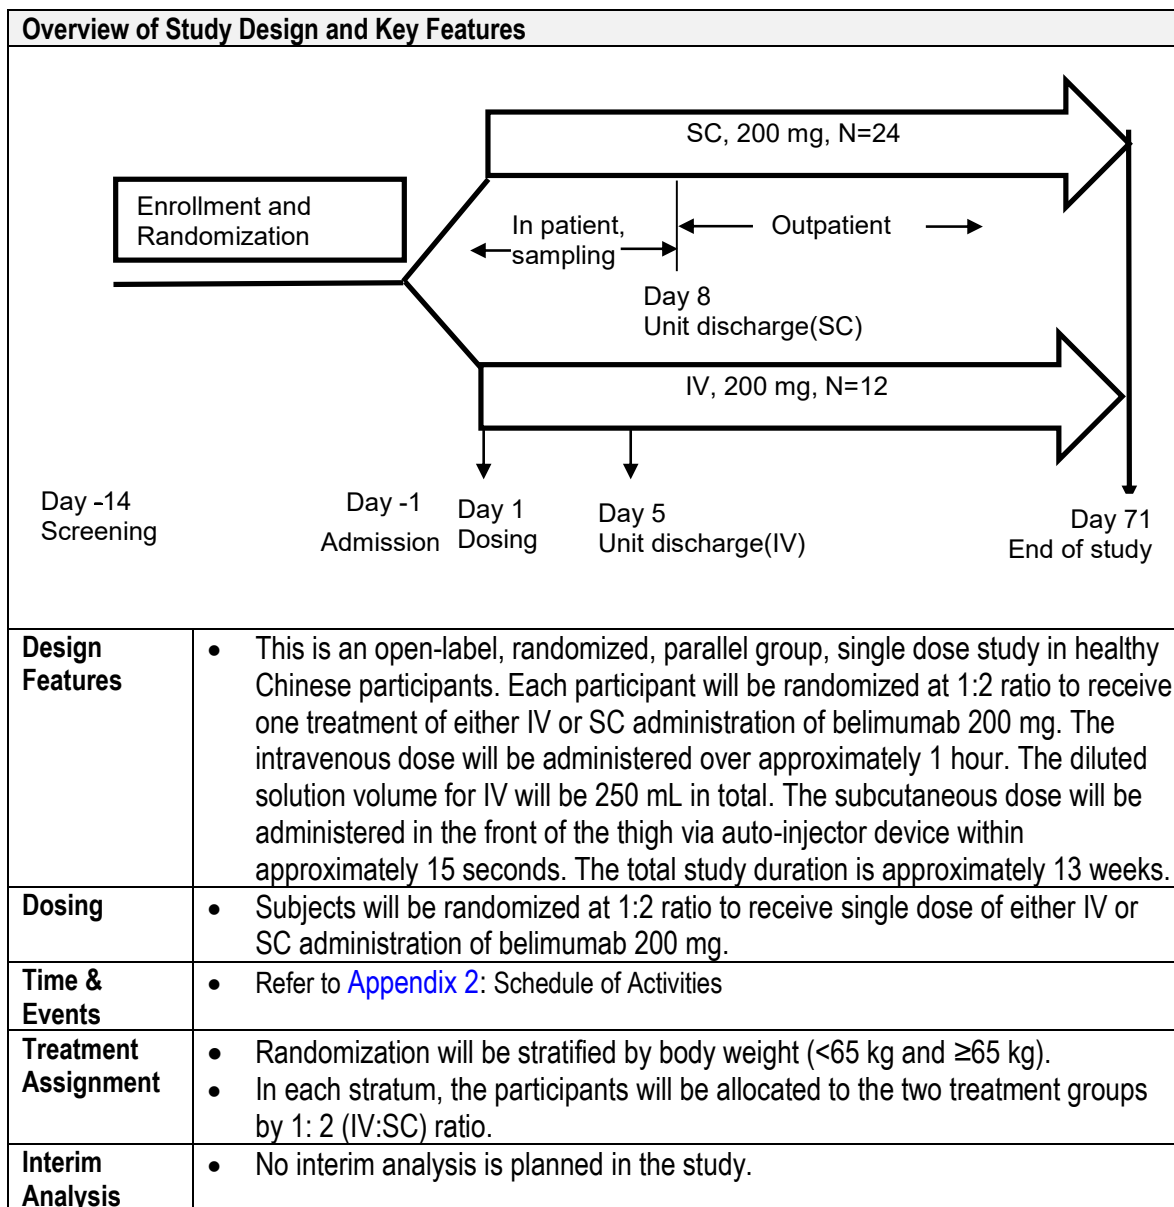 Overview of Study Design and Key Features
SC, 200 mg, N=24
Enrollment and
Randomization
In patient,
sampling
Outpatient
Day 8
Unit discharge(SC)
IV, 200 mg, N=12
Day -14
Screening
Day -1
Admission
Day 1
Dosing
Day 5
Unit discharge(IV)
Day 71
End of study
Design
Features
• This is an open-label, randomized, parallel group, single dose study in healthy
Chinese participants. Each participant will be randomized at 1:2 ratio to receive
one treatment of either IV or SC administration of belimumab 200 mg. The
intravenous dose will be administered over approximately 1 hour. The diluted
solution volume for IV will be 250 mL in total. The subcutaneous dose will be
administered in the front of the thigh via auto-injector device within
approximately 15 seconds. The total study duration is approximately 13 weeks.
Dosing
• Subjects will be randomized at 1:2 ratio to receive single dose of either IV or
SC administration of belimumab 200 mg.
Time &
Events
• Refer to Appendix 2: Schedule of Activities
Treatment
Assignment
• Randomization will be stratified by body weight (<65 kg and ≥65 kg).
• In each stratum, the participants will be allocated to the two treatment groups
by 1: 2 (IV:SC) ratio.
Interim
Analysis
• No interim analysis is planned in the study.